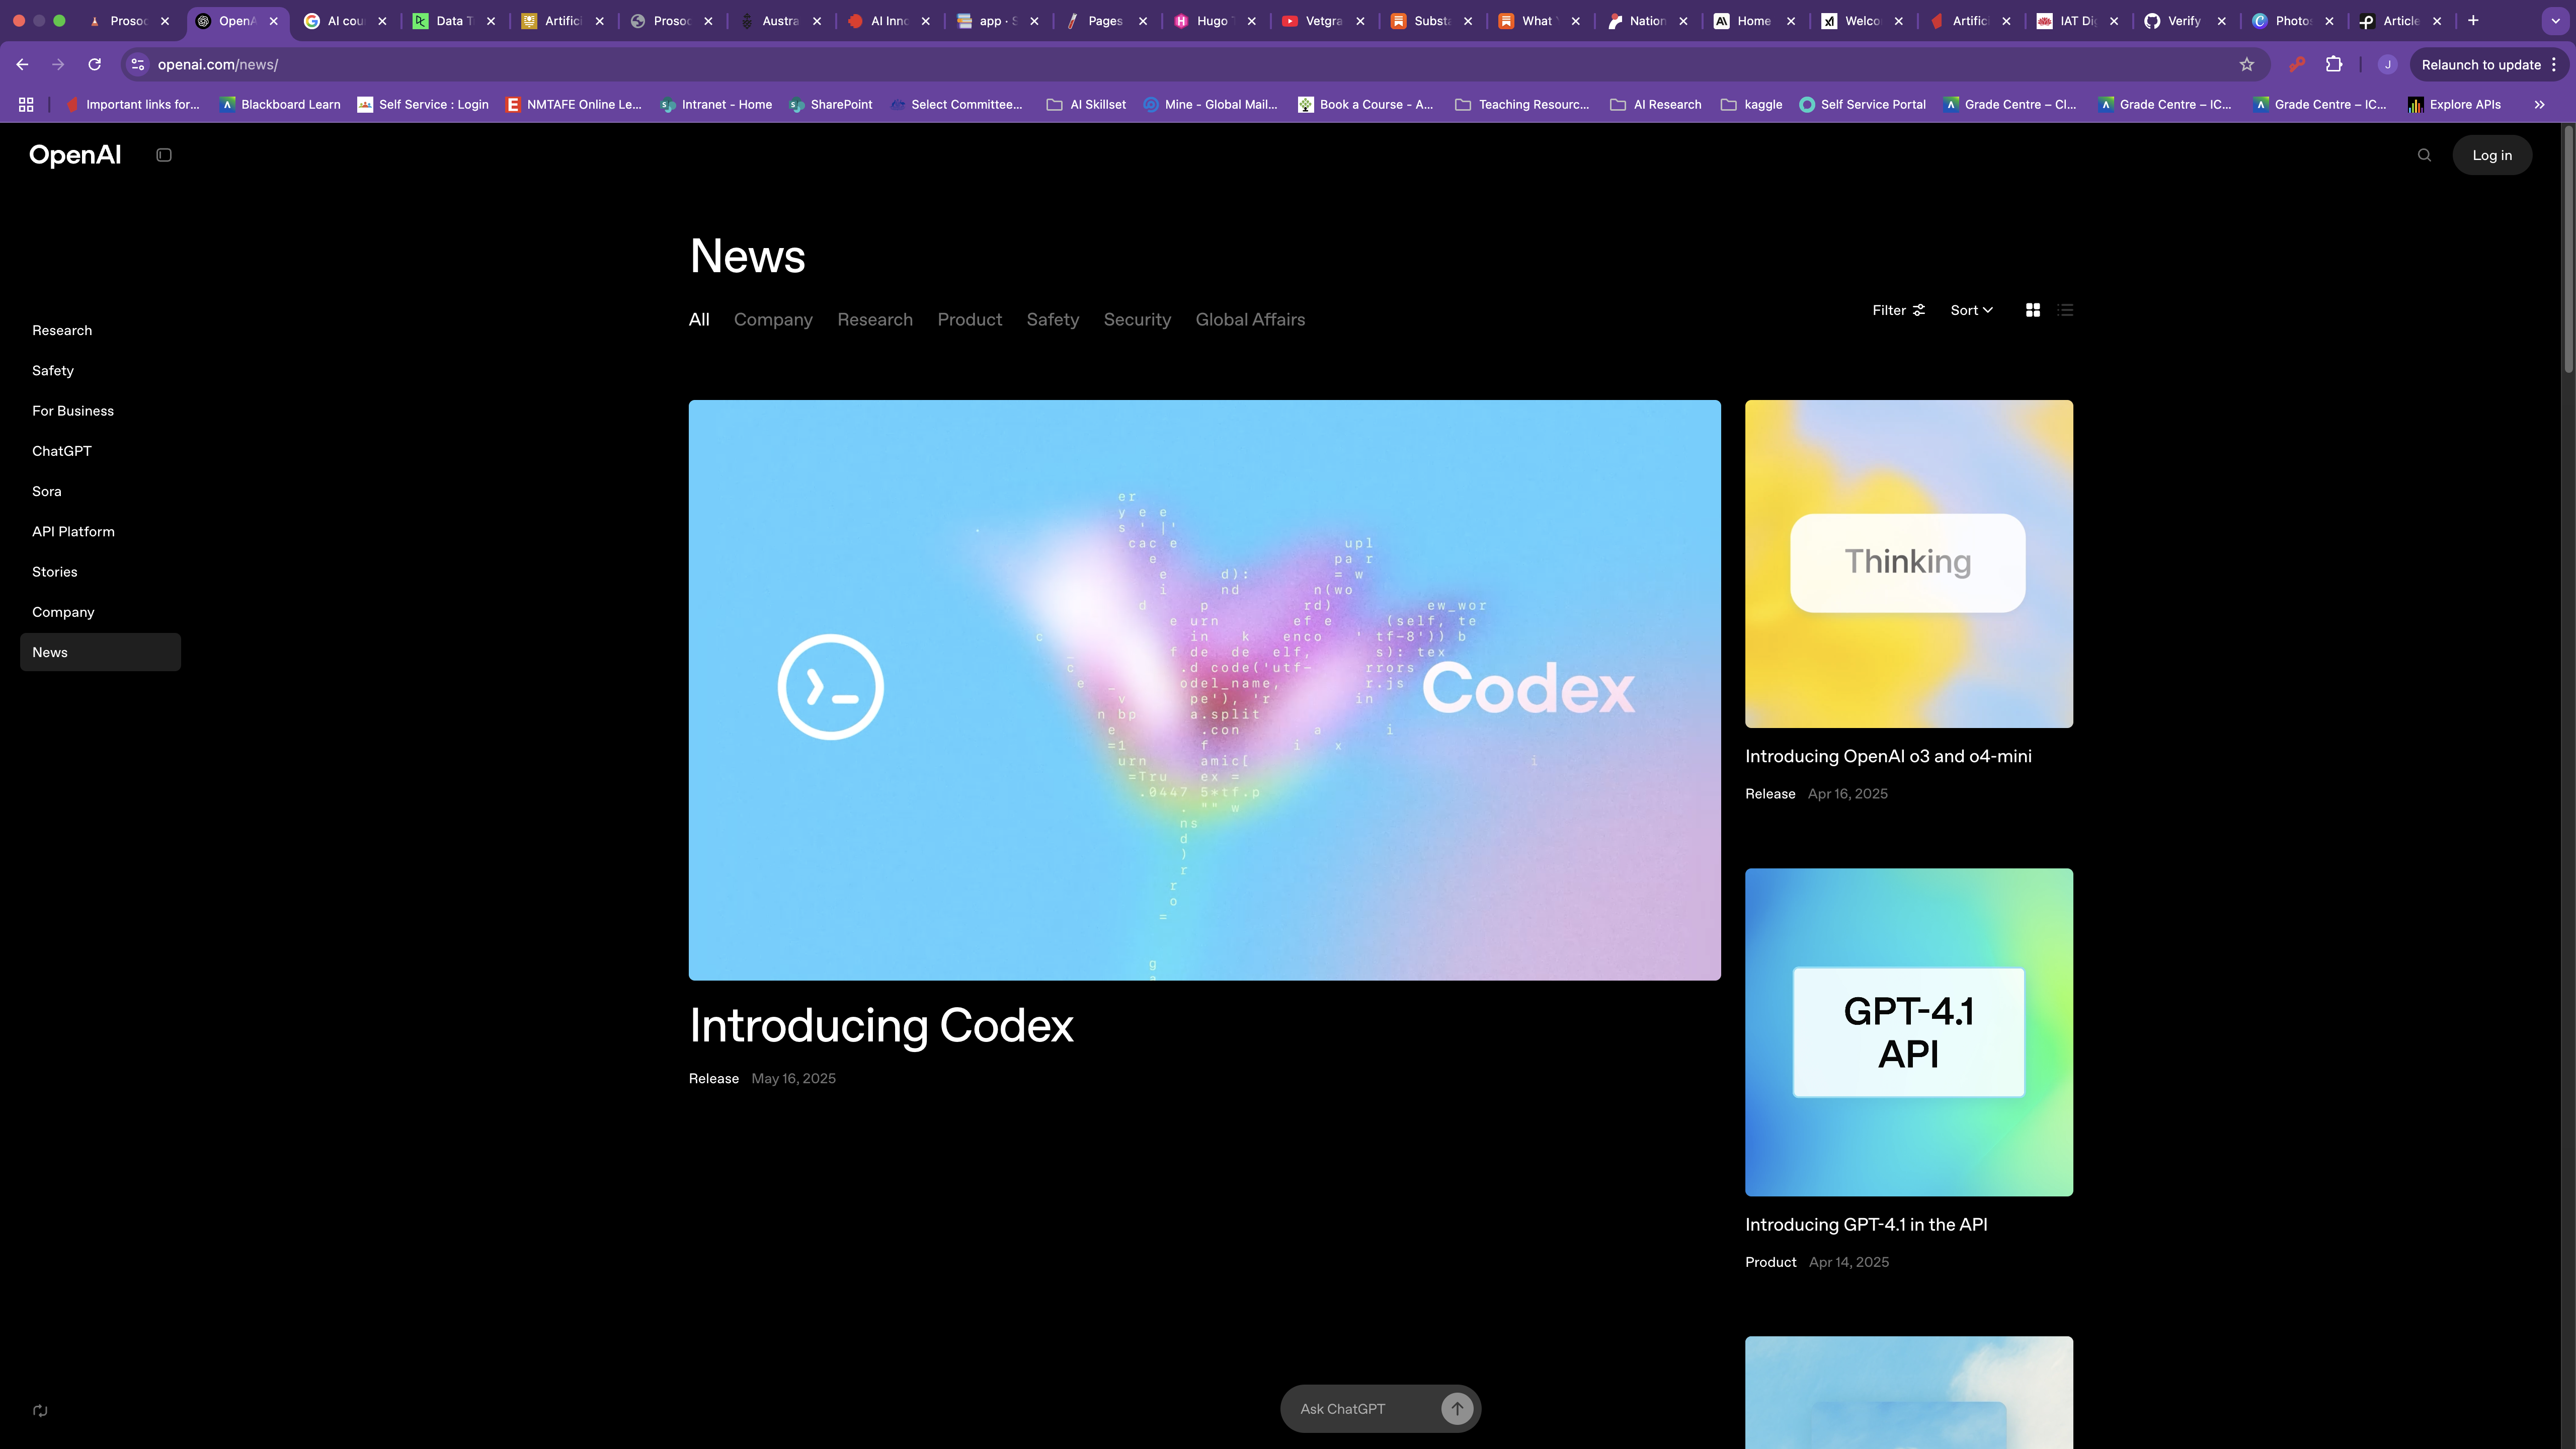 Prosoc
OpenA
AI cou
Data T
Artifici
Prosoc
Austra
AI Inno
app · S
Pages
Hugo
Vetgra
Subst
What
Nation
Home
Welco
Artific
IAT Di
Verify
Photo
Article
openai.com/news/
J
Relaunch to update
Important links for...
Blackboard Learn
Self Service : Login
NMTAFE Online Le...
Intranet - Home
SharePoint
Select Committee...
AI Skillset
Mine - Global Mail...
Book a Course - A...
Teaching Resourc...
AI Research
kaggle
Self Service Portal
Grade Centre – Cl...
Grade Centre – IC...
Grade Centre – IC...
Explore APIs
OpenAI
Log in
News
All Company Research Product Safety Security Global Affairs
Filter
Sort
Research
Safety
For Business
ChatGPT
Sora
API Platform
Stories
Company
News
Codex
Introducing Codex
Release May 16, 2025
Thinking
Introducing OpenAI o3 and o4-mini
Release Apr 16, 2025
GPT-4.1
API
Introducing GPT-4.1 in the API
Product Apr 14, 2025
Ask ChatGPT